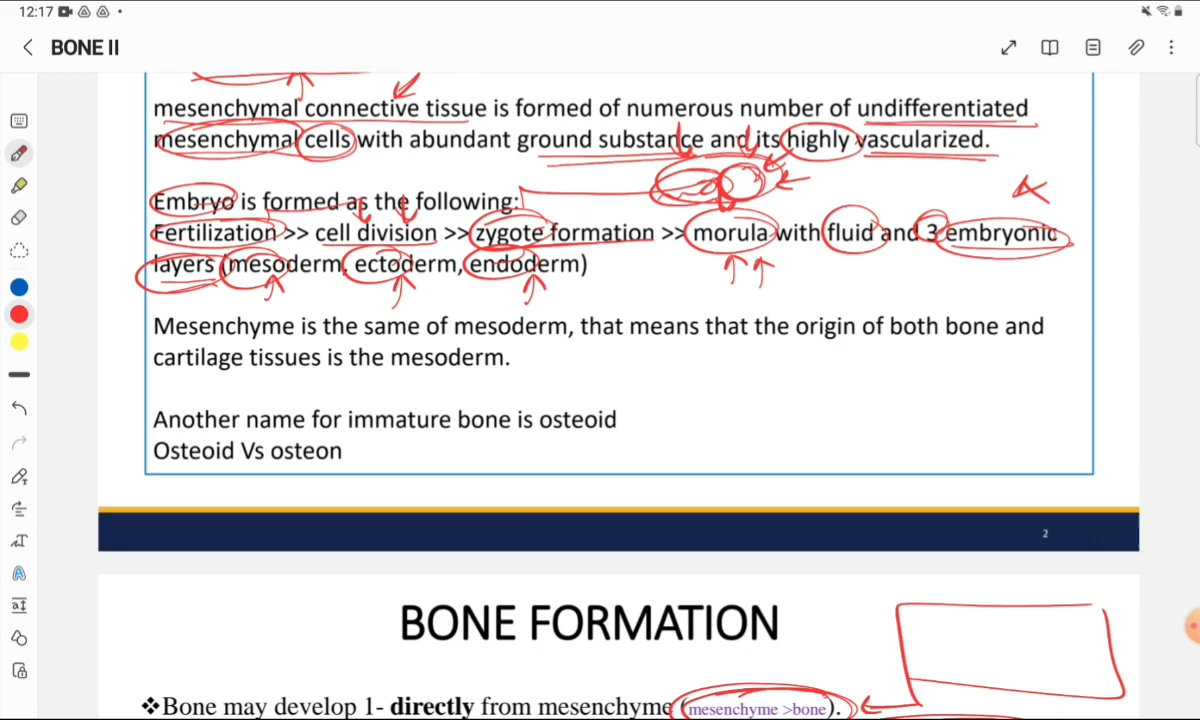 12:17
BONE II
mesenchymal connective tissue is formed of numerous number of undifferentiated
mesenchymal cells with abundant ground substance and its highly vascularized.
Embryo is formed as the following:
Fertilization >> cell division >> zygote formation >> morula with fluid and 3 embryonic
layers (mesoderm, ectoderm, endoderm)
Mesenchyme is the same of mesoderm, that means that the origin of both bone and
cartilage tissues is the mesoderm.
Another name for immature bone is osteoid
Osteoid Vs osteon
2
BONE FORMATION
❖Bone may develop 1- directly from mesenchyme (mesenchyme >bone).